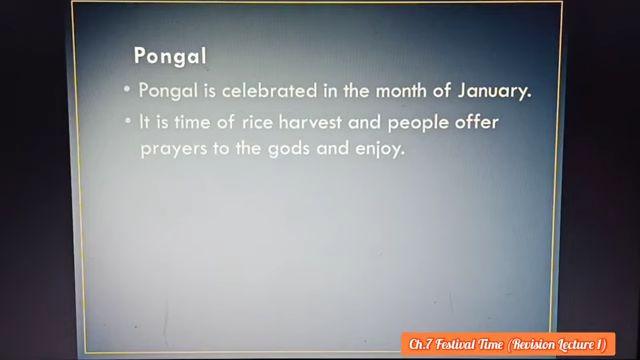 Pongal
• Pongal is celebrated in the month of January.
• It is time of rice harvest and people offer
prayers to the gods and enjoy.
Ch.7 Festival Time (Revision Lecture 1)